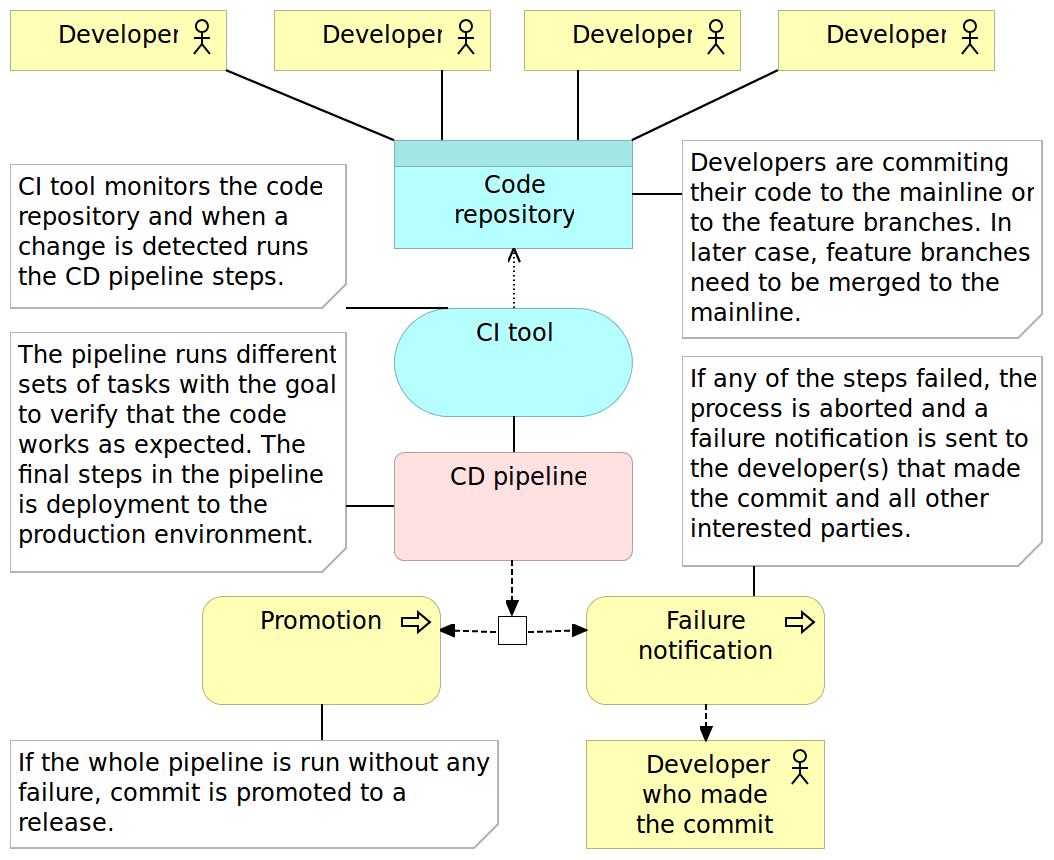 Developer
Developer
Developer
Developer
CI tool monitors the code
repository and when a
change is detected runs
the CD pipeline steps.
Code
repository
Developers are commiting
their code to the mainline or
to the feature branches. In
later case, feature branches
need to be merged to the
mainline.
CI tool
The pipeline runs different
sets of tasks with the goal
to verify that the code
works as expected. The
final steps in the pipeline
is deployment to the
production environment.
If any of the steps failed, the
process is aborted and a
failure notification is sent to
the developer(s) that made
the commit and all other
interested parties.
CD pipeline
Promotion
Failure
notification
If the whole pipeline is run without any
failure, commit is promoted to a
release.
Developer
who made
the commit